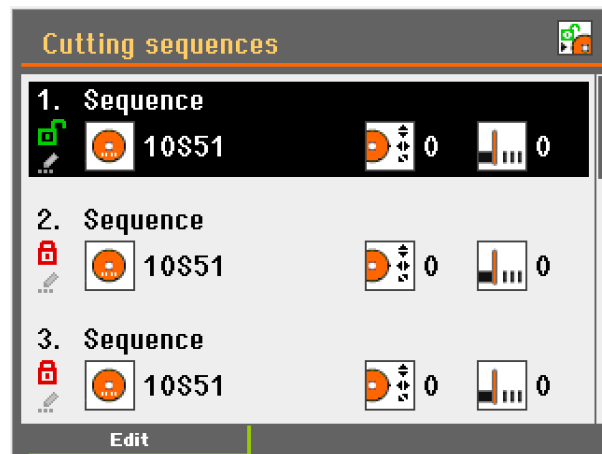 Cutting sequences
1. Sequence
10S51 0 0
2. Sequence
10S51 0 0
3. Sequence
10S51 0 0
Edit